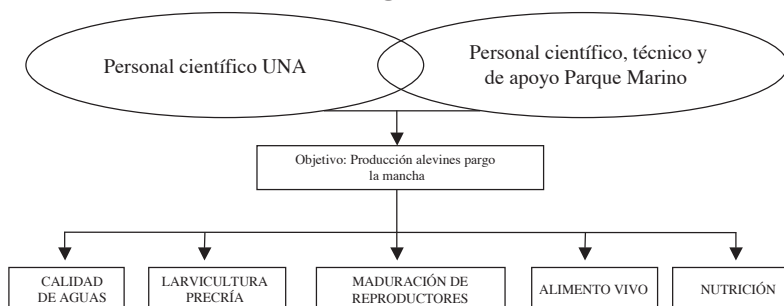 Personal científico UNA
Personal científico, técnico y
de apoyo Parque Marino
Objetivo: Producción alevines pargo
la mancha
CALIDAD
DE AGUAS
LARVICULTURA
PRECRÍA
MADURACIÓN DE
REPRODUCTORES
ALIMENTO VIVO
NUTRICIÓN